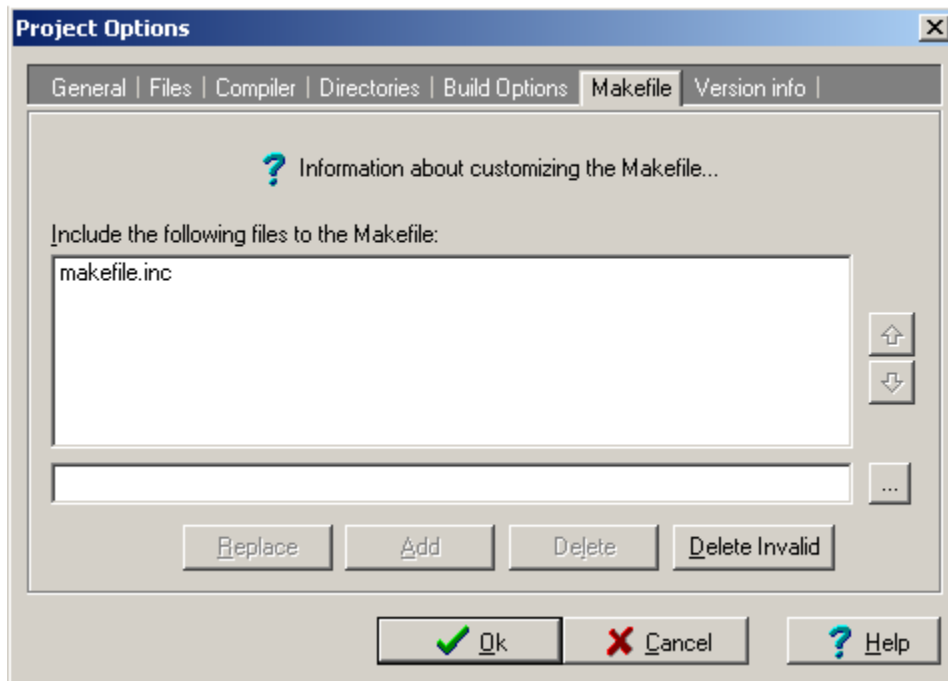 Project Options
General | Files | Compiler | Directories | Build Options | Makefile | Version info |
Information about customizing the Makefile...
Include the following files to the Makefile:
makefile.inc
...
Replace Add Delete Delete Invalid
Ok Cancel Help